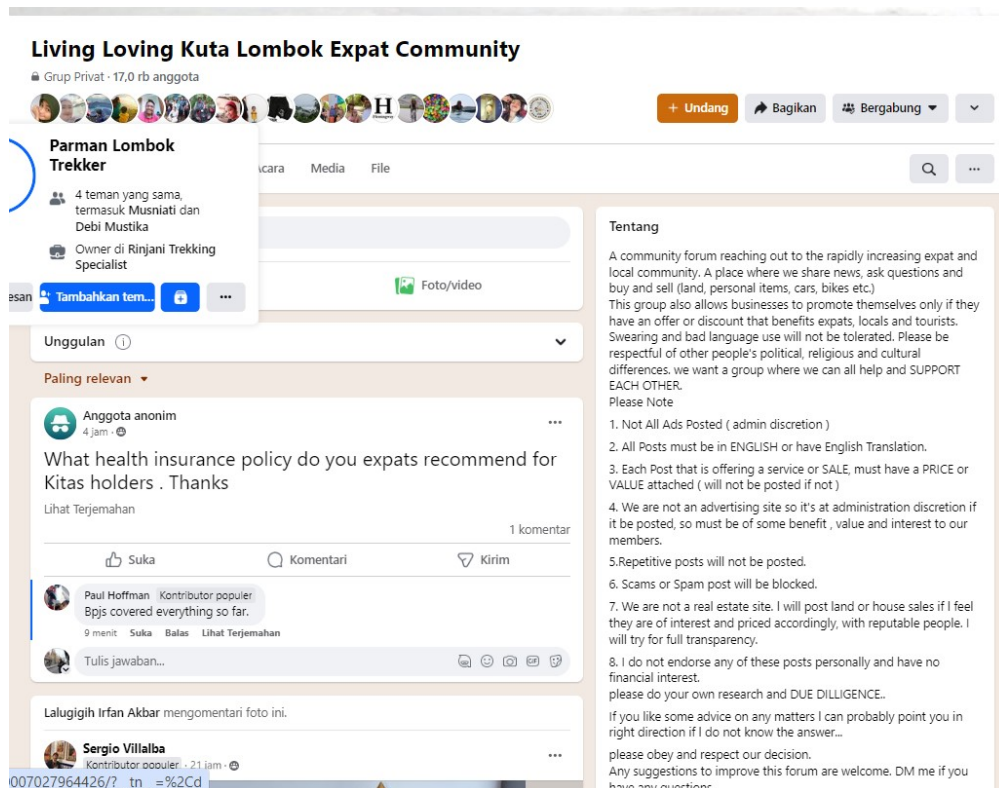 Living Loving Kuta Lombok Expat Community
Grup Privat · 17,0 rb anggota
H
+ Undang
Bagikan
Bergabung
Parman Lombok
Trekker
4 teman yang sama,
termasuk Musniati dan
Debi Mustika
Owner di Rinjani Trekking
Specialist
esan
Tambahkan tem...
...
Acara
Media
File
...
Foto/video
Unggulan
Paling relevan
Anggota anonim
4 jam ·
...
What health insurance policy do you expats recommend for
Kitas holders . Thanks
Lihat Terjemahan
1 komentar
Suka
Komentari
Kirim
Paul Hoffman Kontributor populer
Bpjs covered everything so far.
9 menit Suka Balas Lihat Terjemahan
Tulis jawaban...
GIF
Lalugigih Irfan Akbar mengomentari foto ini.
Sergio Villalba
Kontributor populer · 21 jam ·
...
0007027964426/?__tn__=%2Cd
Tentang
A community forum reaching out to the rapidly increasing expat and
local community. A place where we share news, ask questions and
buy and sell (land, personal items, cars, bikes etc.)
This group also allows businesses to promote themselves only if they
have an offer or discount that benefits expats, locals and tourists.
Swearing and bad language use will not be tolerated. Please be
respectful of other people's political, religious and cultural
differences. we want a group where we can all help and SUPPORT
EACH OTHER.
Please Note
1. Not All Ads Posted ( admin discretion )
2. All Posts must be in ENGLISH or have English Translation.
3. Each Post that is offering a service or SALE, must have a PRICE or
VALUE attached ( will not be posted if not )
4. We are not an advertising site so it's at administration discretion if
it be posted, so must be of some benefit , value and interest to our
members.
5.Repetitive posts will not be posted.
6. Scams or Spam post will be blocked.
7. We are not a real estate site. I will post land or house sales if I feel
they are of interest and priced accordingly, with reputable people. I
will try for full transparency.
8. I do not endorse any of these posts personally and have no
financial interest.
please do your own research and DUE DILLIGENCE..
If you like some advice on any matters I can probably point you in
right direction if I do not know the answer...
please obey and respect our decision.
Any suggestions to improve this forum are welcome. DM me if you
have any questions